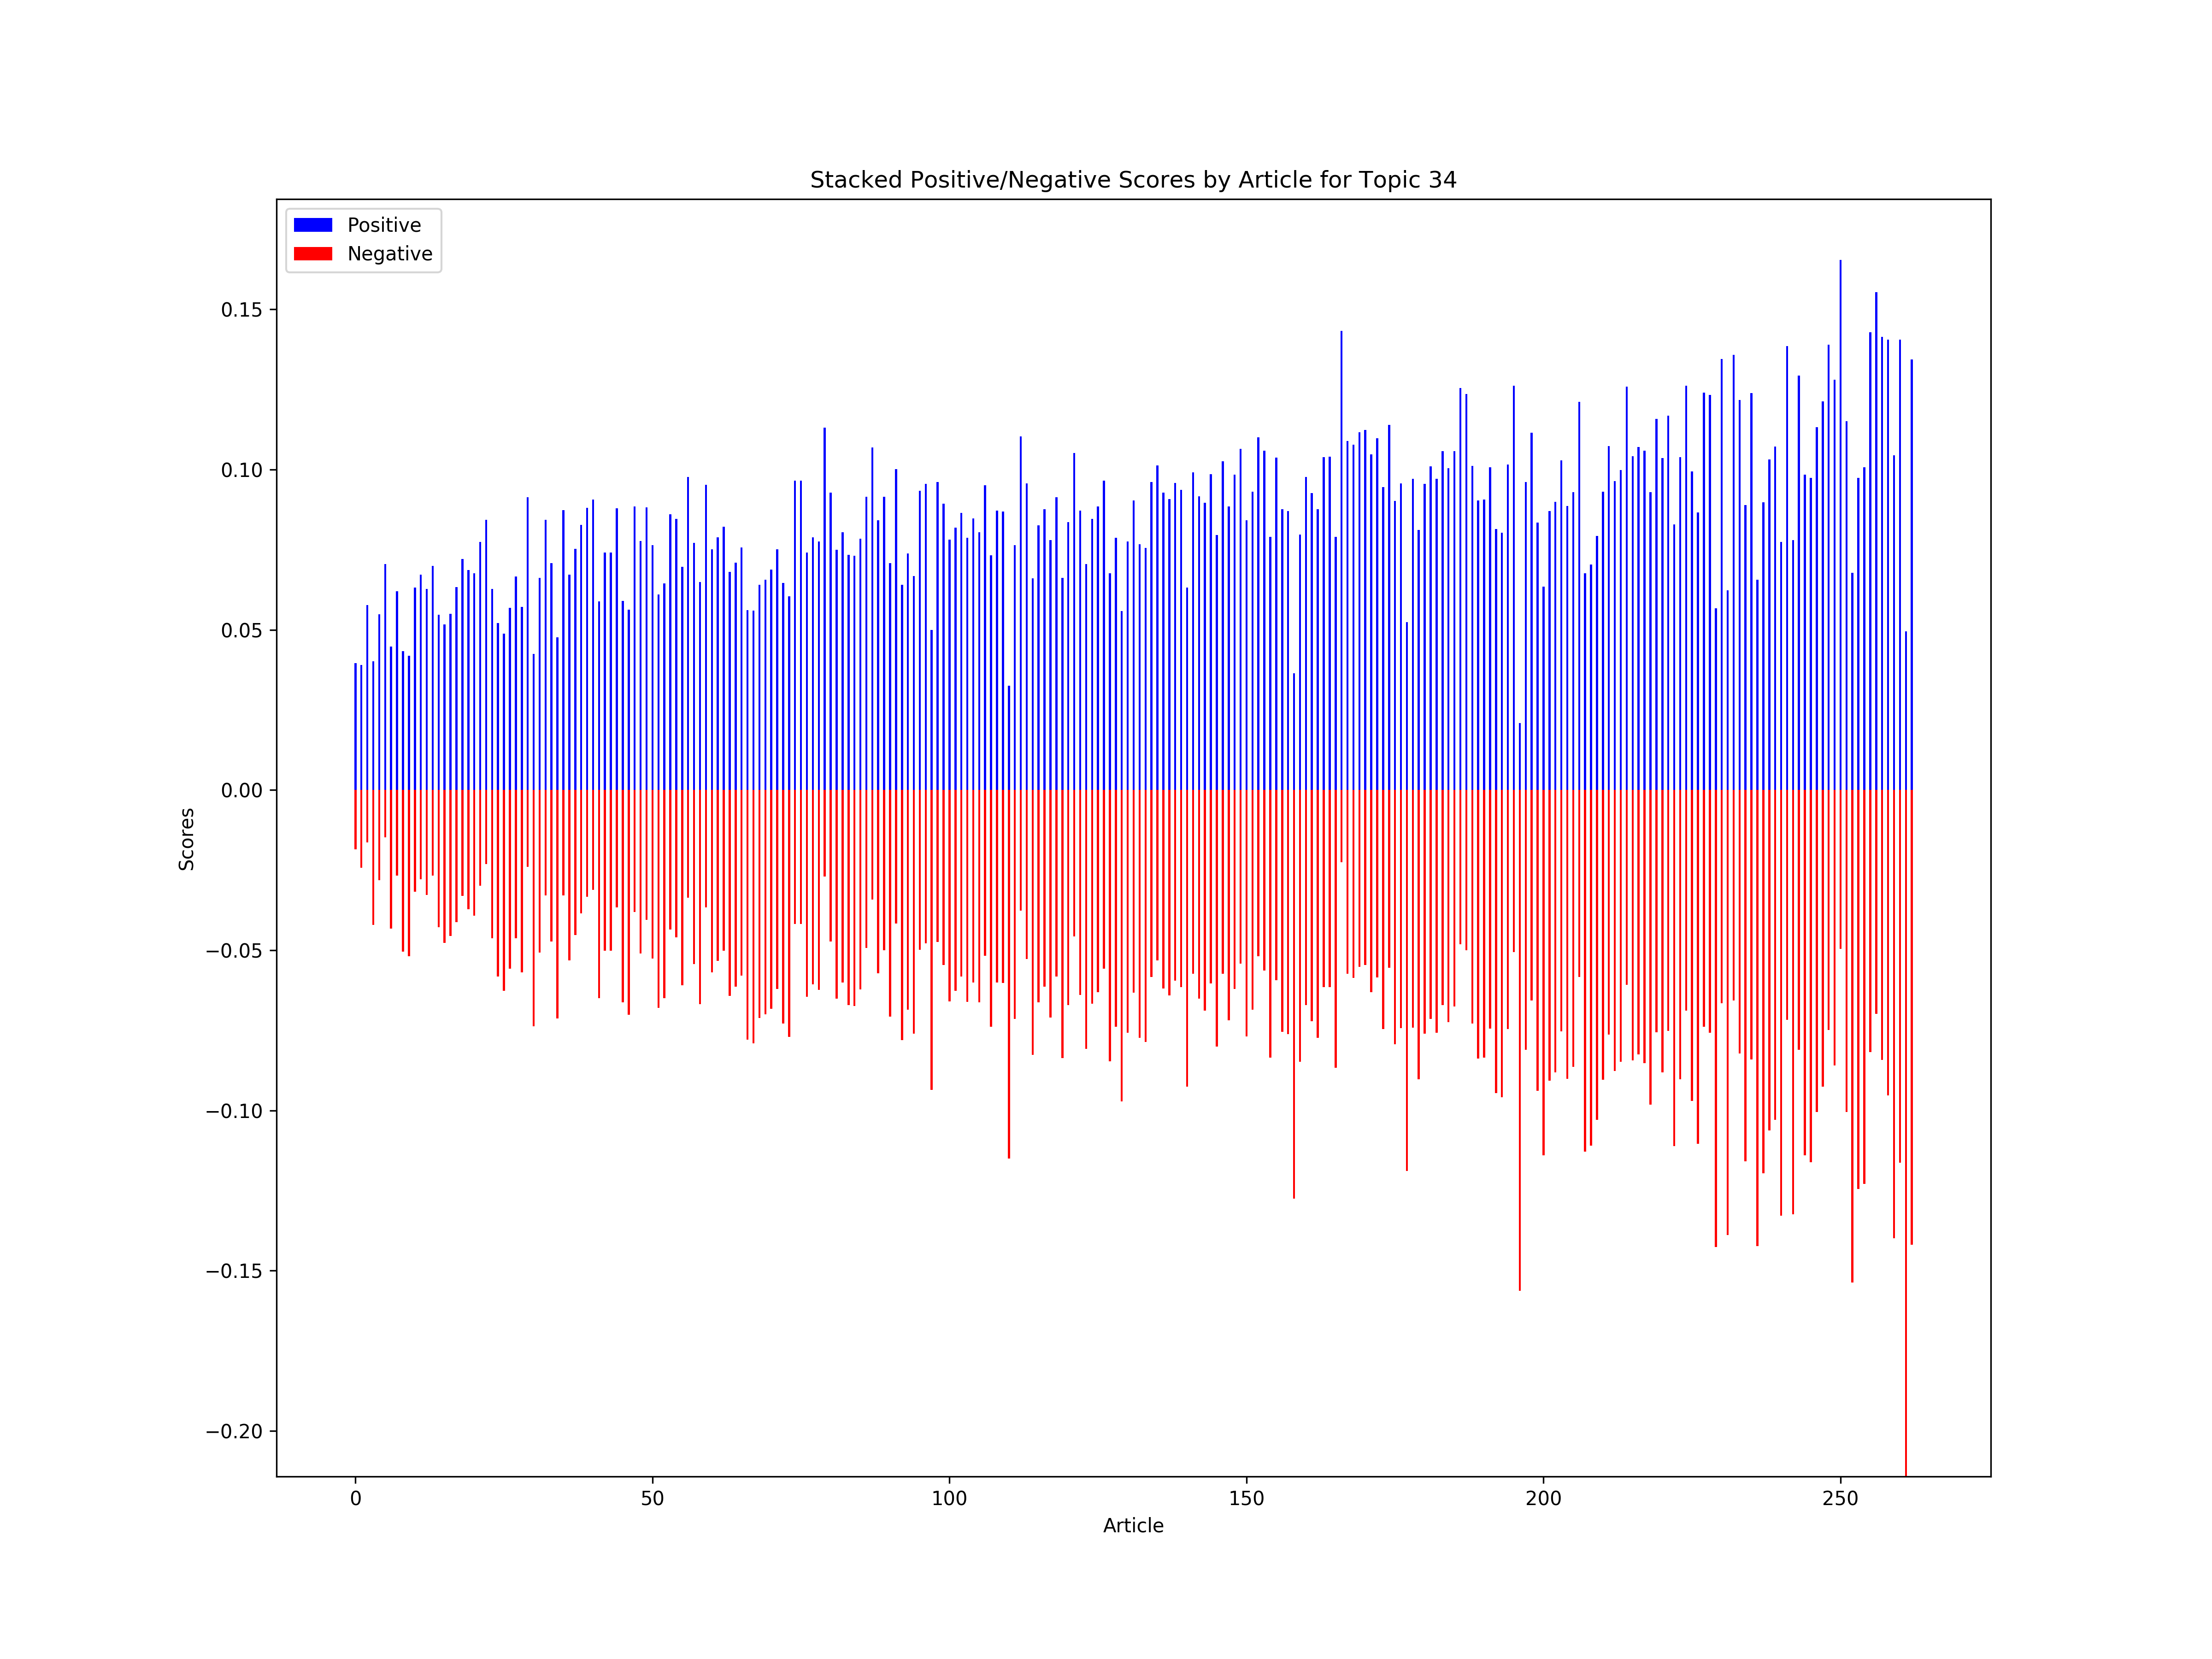 Stacked Positive/Negative Scores by Article for Topic 34
Positive
Negative
0.15
0.10
0.05
0.00
−0.05
−0.10
−0.15
−0.20
Scores
0 50 100 150 200 250
Article